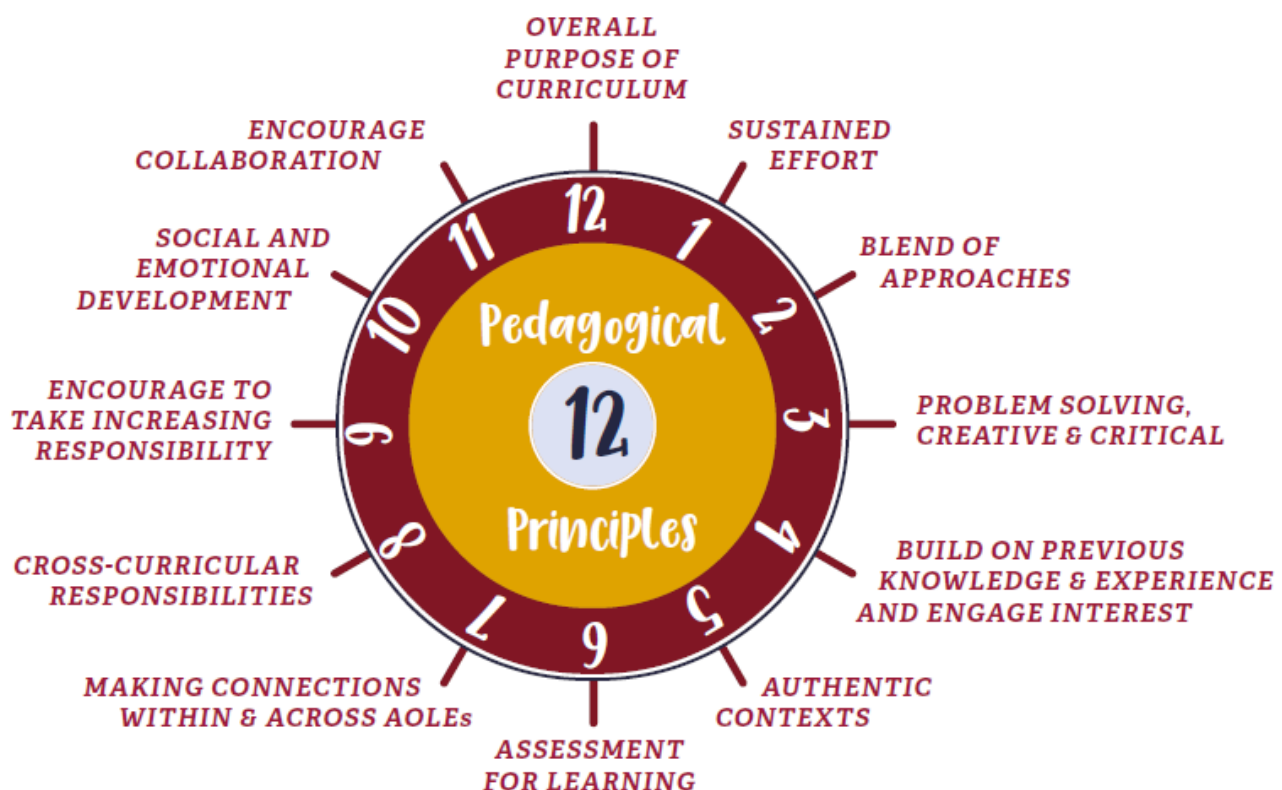 OVERALL
PURPOSE OF
CURRICULUM
SUSTAINED
EFFORT
BLEND OF
APPROACHES
PROBLEM SOLVING,
CREATIVE & CRITICAL
BUILD ON PREVIOUS
KNOWLEDGE & EXPERIENCE
AND ENGAGE INTEREST
AUTHENTIC
CONTEXTS
ASSESSMENT
FOR LEARNING
MAKING CONNECTIONS
WITHIN & ACROSS AOLEs
CROSS-CURRICULAR
RESPONSIBILITIES
ENCOURAGE TO
TAKE INCREASING
RESPONSIBILITY
SOCIAL AND
EMOTIONAL
DEVELOPMENT
ENCOURAGE
COLLABORATION
12
1
2
3
4
5
6
7
8
9
10
11
Pedagogical
12
Principles